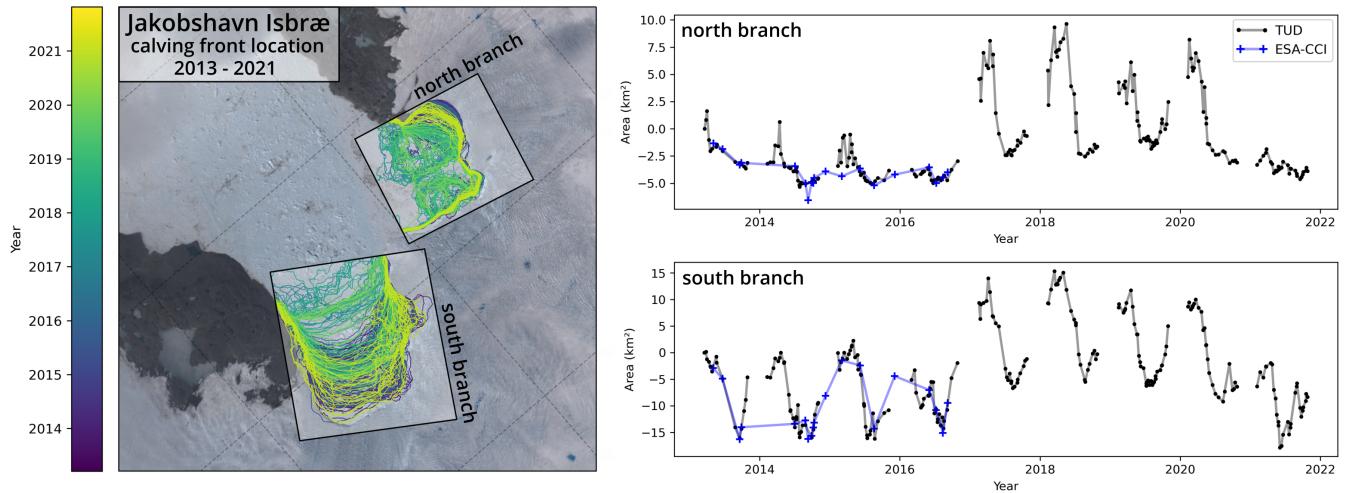 Jakobshavn Isbræ
calving front location
2013 - 2021
north branch
south branch
2021
2020
2019
2018
2017
2016
2015
2014
Year
north branch
TUD
ESA-CCI
10.0
7.5
5.0
2.5
0.0
−2.5
−5.0
Area (km²)
2014 2016 2018 2020 2022
Year
south branch
15
10
5
0
−5
−10
−15
Area (km²)
2014 2016 2018 2020 2022
Year